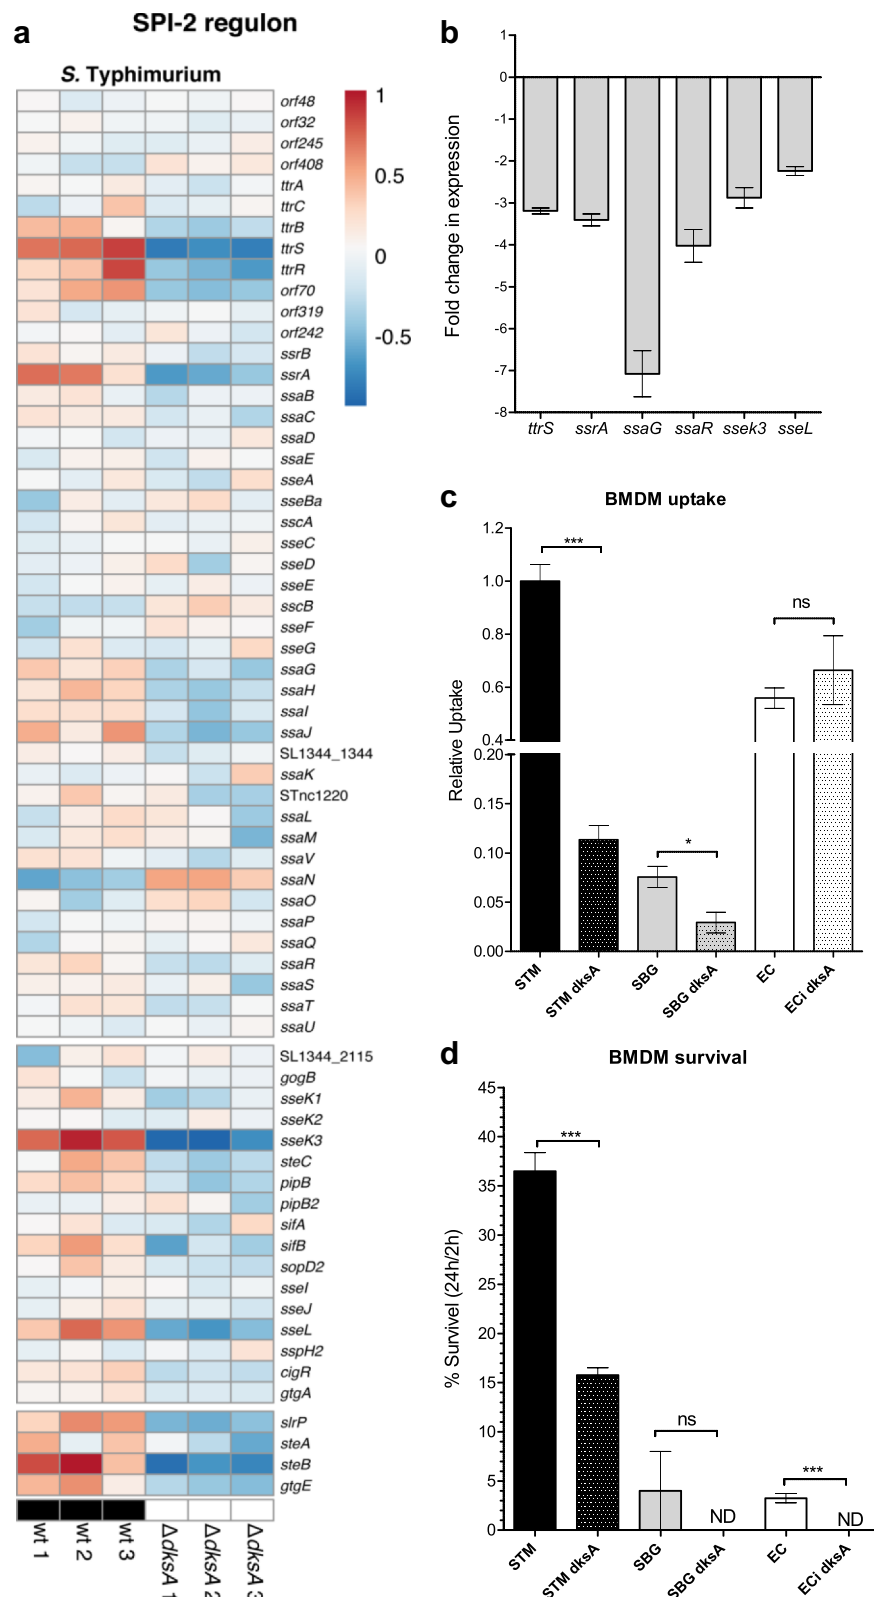 a
SPI-2 regulon
S. Typhimurium
orf48
orf32
orf245
orf408
ttrA
ttrC
ttrB
ttrS
ttrR
orf70
orf319
orf242
ssrB
ssrA
ssaB
ssaC
ssaD
ssaE
sseA
sseBa
sscA
sseC
sseD
sseE
sscB
sseF
sseG
ssaG
ssaH
ssaI
ssaJ
SL1344_1344
ssaK
STnc1220
ssaL
ssaM
ssaV
ssaN
ssaO
ssaP
ssaQ
ssaR
ssaS
ssaT
ssaU
SL1344_2115
gogB
sseK1
sseK2
sseK3
steC
pipB
pipB2
sifA
sifB
sopD2
sseI
sseJ
sseL
sspH2
cigR
gtgA
slrP
steA
steB
gtgE
wt 1
wt 2
wt 3
ΔdksA 1
ΔdksA 2
ΔdksA 3
1
0.5
0
-0.5
b
Fold change in expression
1
0
-1
-2
-3
-4
-5
-6
-7
-8
ttrS ssrA ssaG ssaR ssek3 sseL
c
BMDM uptake
Relative Uptake
1.2
1.0
0.8
0.6
0.4
0.20
0.15
0.10
0.05
0.00
***
*
ns
STM
STM dksA
SBG
SBG dksA
EC
ECi dksA
d
BMDM survival
% Survivel (24h/2h)
45
40
35
30
25
20
15
10
5
0
***
ns
ND
***
ND
STM
STM dksA
SBG
SBG dksA
EC
ECi dksA